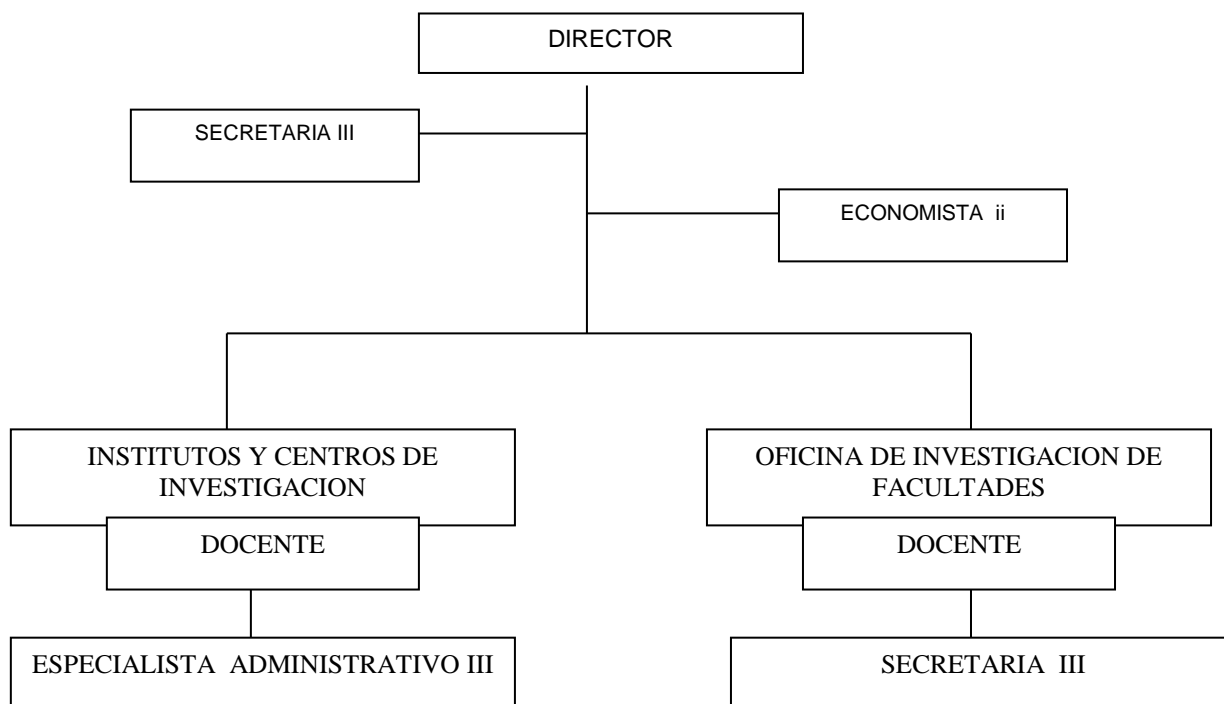 DIRECTOR
SECRETARIA III
ECONOMISTA ii
INSTITUTOS Y CENTROS DE
INVESTIGACION
DOCENTE
ESPECIALISTA ADMINISTRATIVO III
OFICINA DE INVESTIGACION DE
FACULTADES
DOCENTE
SECRETARIA III